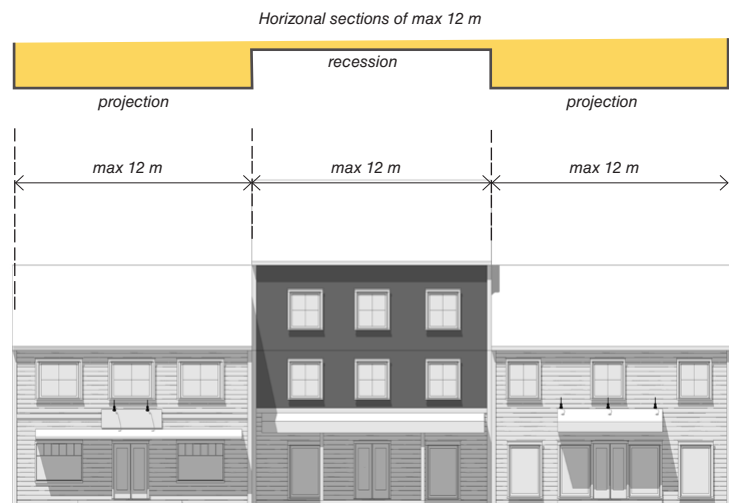 Horizonal sections of max 12 m
recession
projection
projection
max 12 m
max 12 m
max 12 m